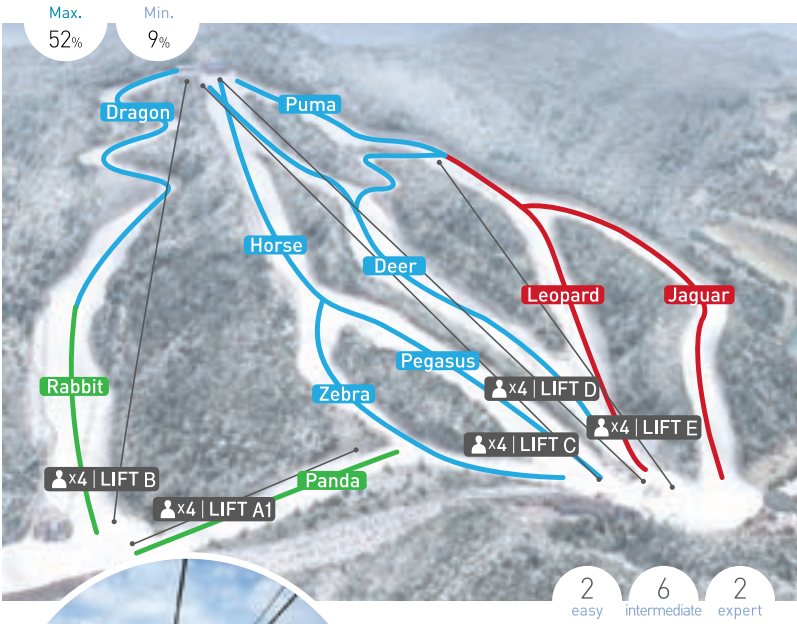 Max.
52%
Min.
9%
Dragon
Puma
Horse
Deer
Leopard
Jaguar
Pegasus
Rabbit
Zebra
x4 | LIFT D
x4 | LIFT E
x4 | LIFT C
x4 | LIFT B
Panda
x4 | LIFT A1
2
easy
6
intermediate
2
expert